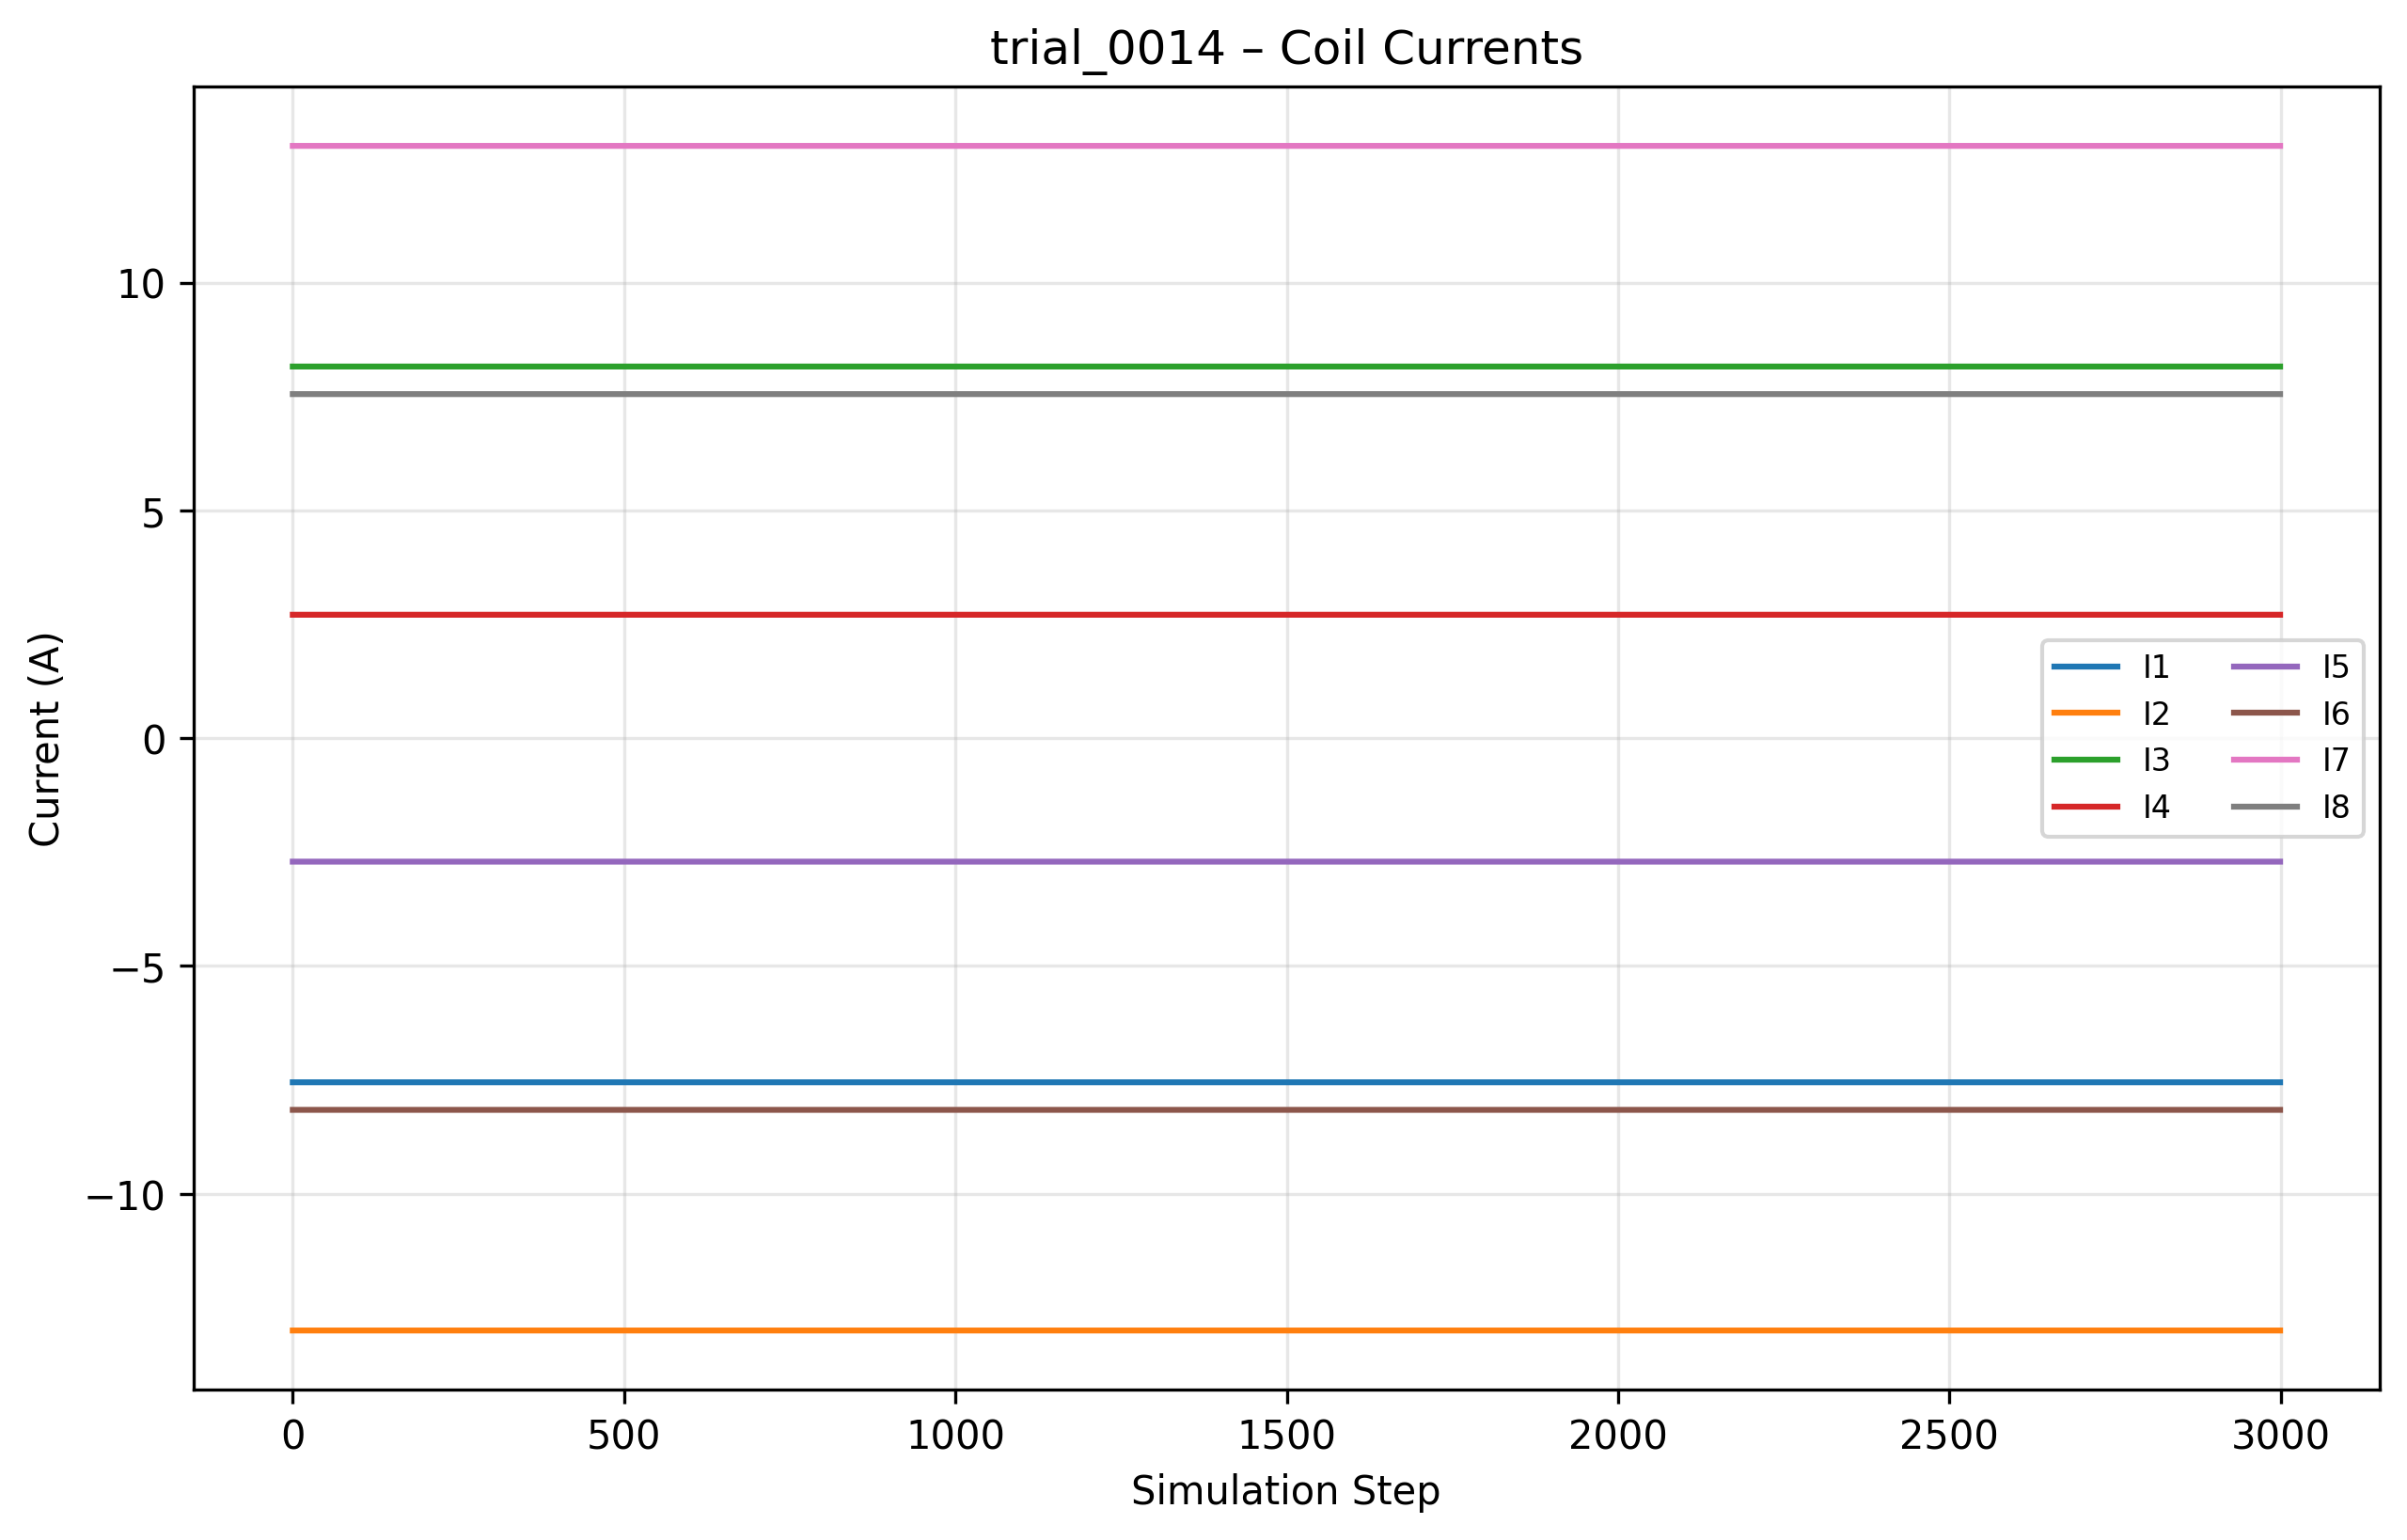 trial_0014 – Coil Currents
Current (A)
10
5
0
−5
−10
I1
I2
I3
I4
I5
I6
I7
I8
0
500
1000
1500
2000
2500
3000
Simulation Step